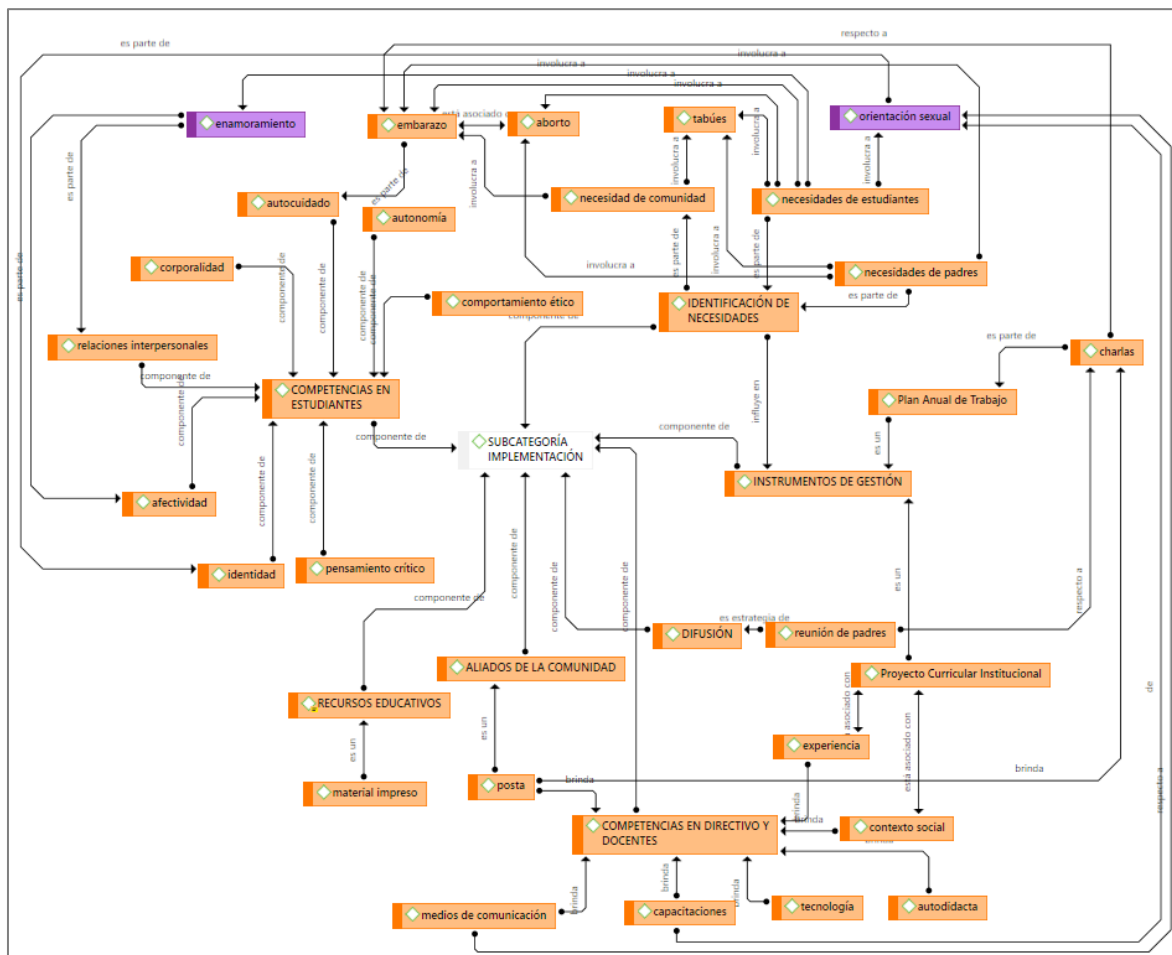 respecto a
es parte de
involucra a
involucra a
involucra a
enamoramiento
está asociado
embarazo
aborto
tabúes
orientación sexual
involucra a
involucra a
es parte de
es parte de
involucra a
involucra a
autocuidado
autonomía
necesidad de comunidad
necesidades de estudiantes
corporalidad
es parte de
involucra a
es parte de
involucra a
necesidades de padres
es parte de
comportamiento ético
IDENTIFICACIÓN DE
NECESIDADES
componente de
componente de
componente de
componente de
componente de
es parte de
relaciones interpersonales
es parte de
charlas
componente de
componente de
COMPETENCIAS EN
ESTUDIANTES
influye en
Plan Anual de Trabajo
componente de
SUBCATEGORÍA
IMPLEMENTACIÓN
componente de
es un
INSTRUMENTOS DE GESTIÓN
afectividad
componente de
componente de
identidad
pensamiento crítico
componente de
componente de
componente de
componente de
es un
respecto a
es estrategia de
DIFUSIÓN
reunión de padres
ALIADOS DE LA COMUNIDAD
Proyecto Curricular Institucional
RECURSOS EDUCATIVOS
asociado con
está asociado con
de
es un
es un
experiencia
material impreso
posta
brinda
brinda
brinda
brinda
respecto a
COMPETENCIAS EN DIRECTIVO Y
DOCENTES
contexto social
brinda
brinda
brinda
brinda
medios de comunicación
capacitaciones
tecnología
autodidacta